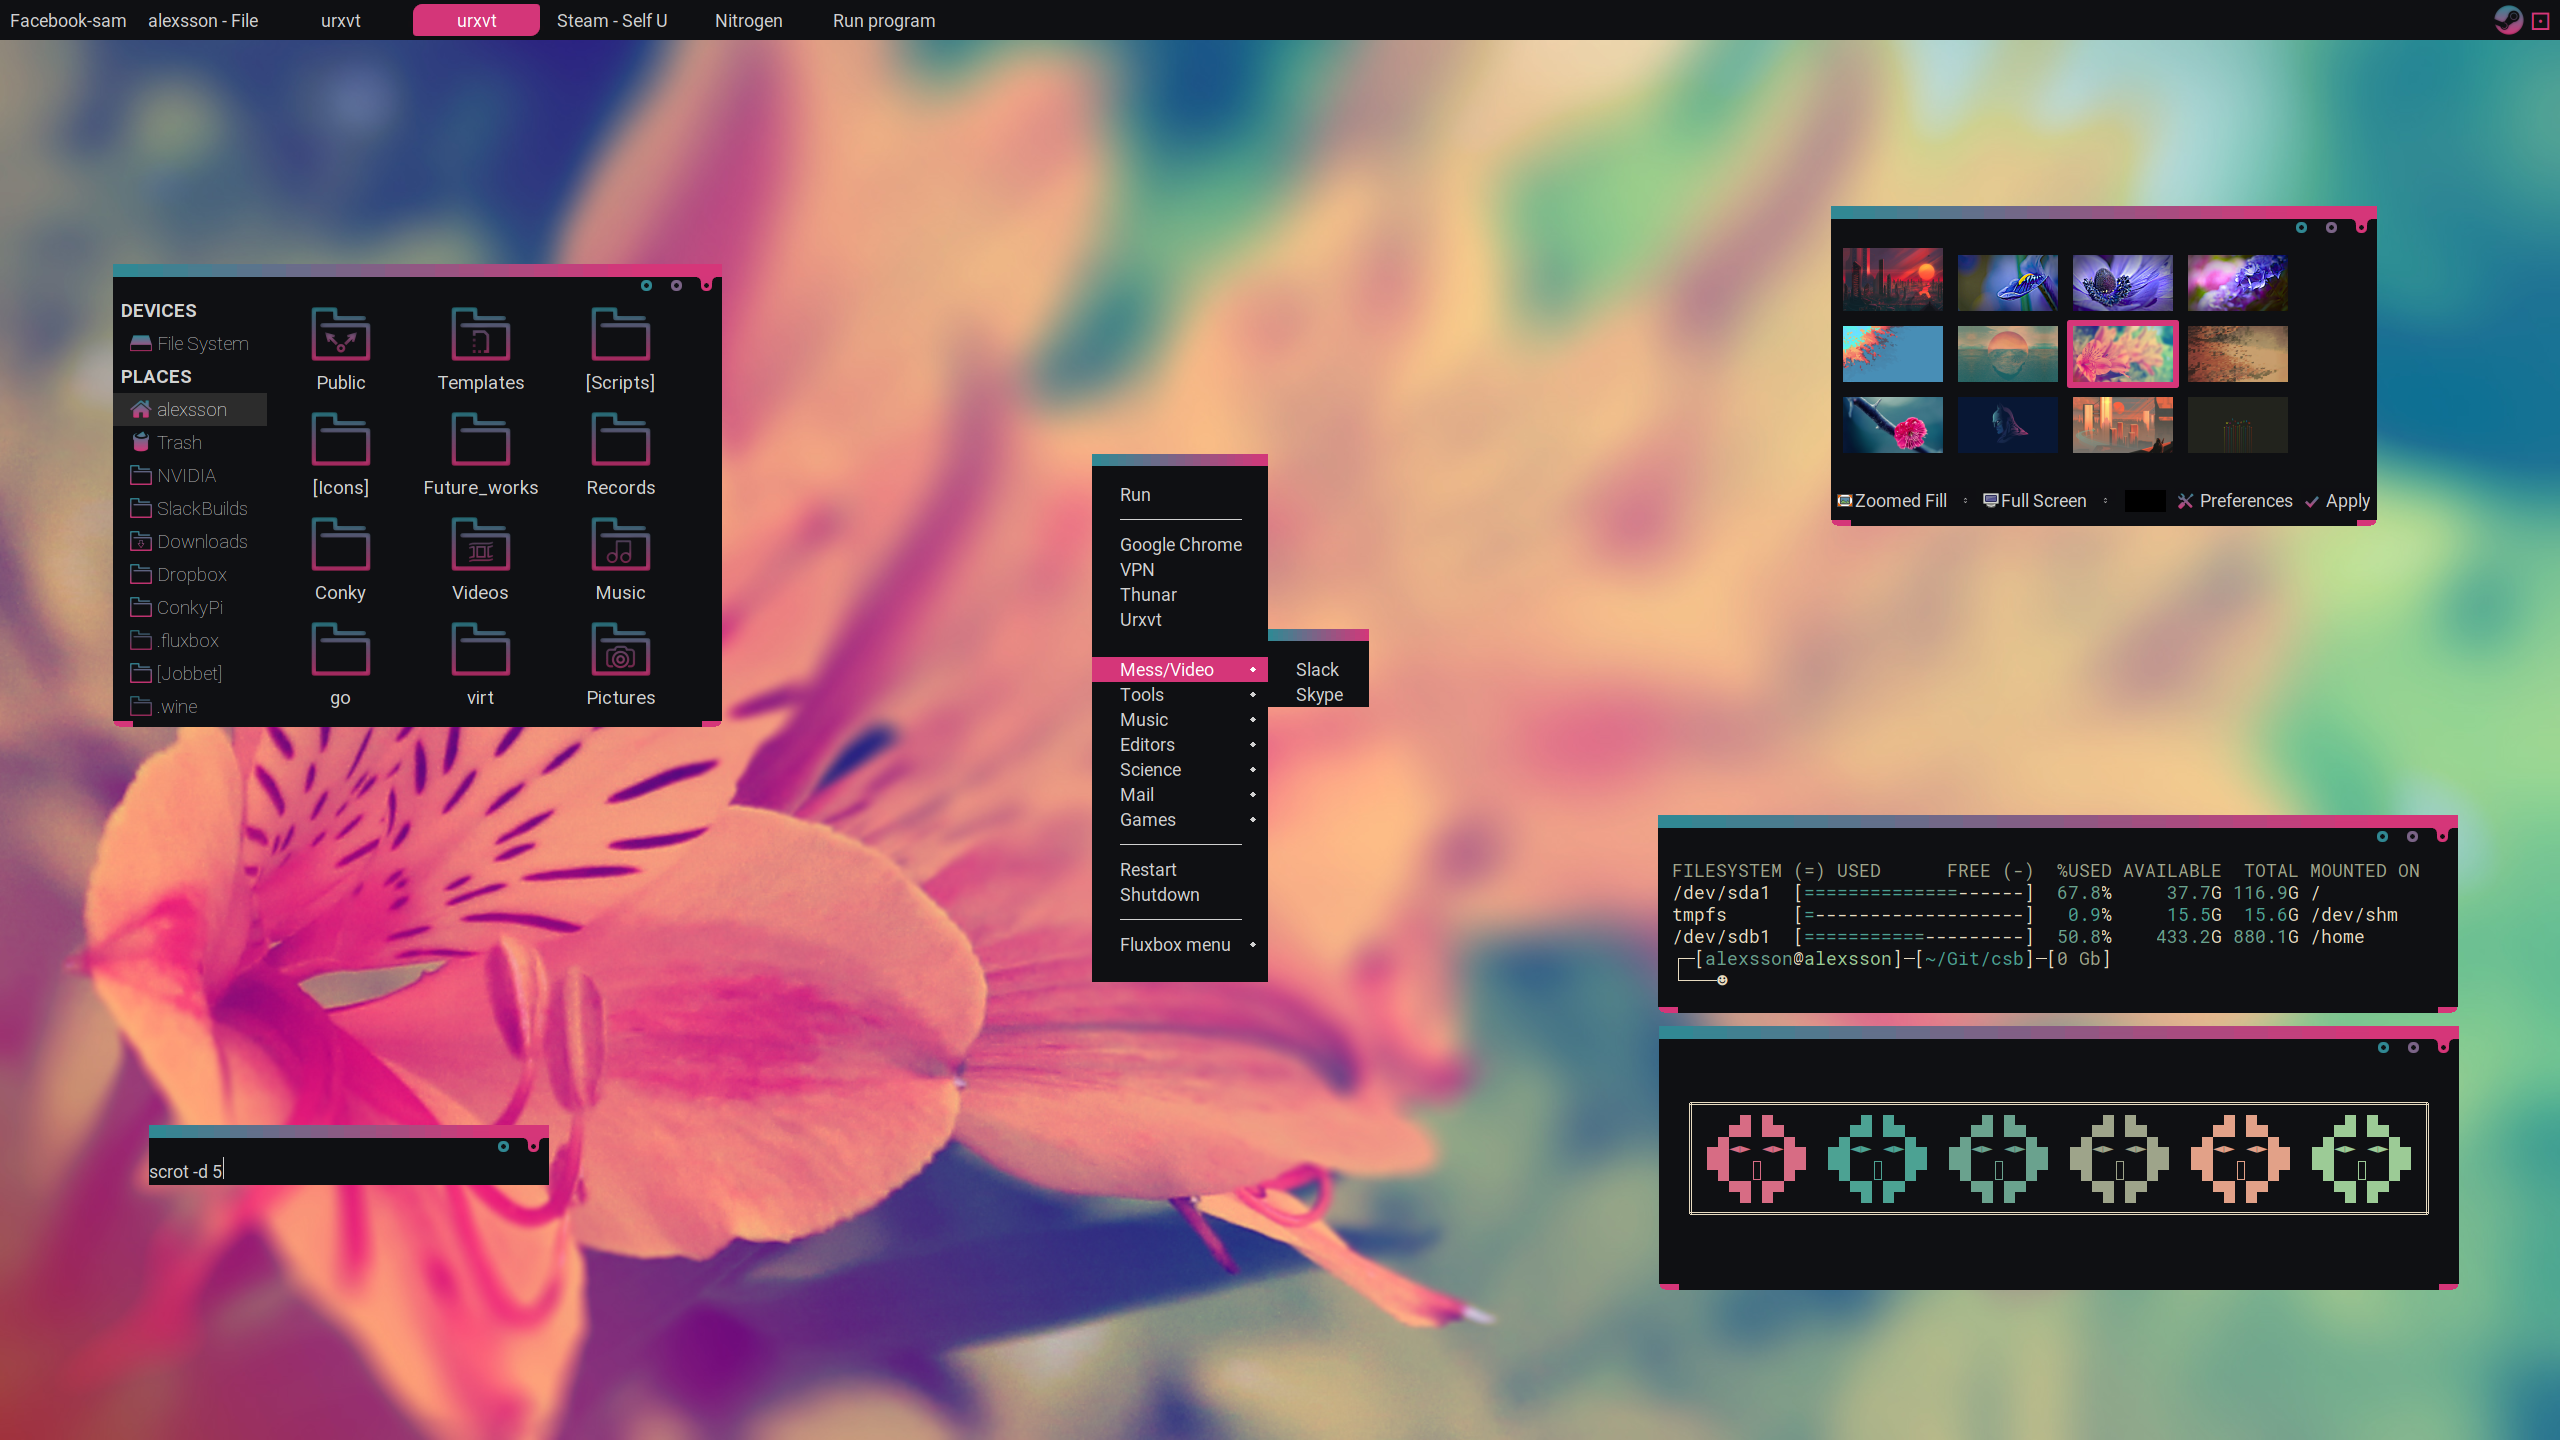 Facebook-sam alexsson - File urxvt urxvt Steam - Self U Nitrogen Run program
DEVICES
File System
PLACES
alexsson
Trash
NVIDIA
SlackBuilds
Downloads
Dropbox
ConkyPi
.fluxbox
[Jobbet]
.wine
Public Templates [Scripts]
[Icons] Future_works Records
Conky Videos Music
go virt Pictures
Run
Google Chrome
VPN
Thunar
Urxvt
Mess/Video
Tools
Music
Editors
Science
Mail
Games
Restart
Shutdown
Fluxbox menu
Slack
Skype
Zoomed Fill Full Screen Preferences Apply
FILESYSTEM (=) USED FREE (-) %USED AVAILABLE TOTAL MOUNTED ON
/dev/sda1 [==============------] 67.8% 37.7G 116.9G /
tmpfs [=-------------------] 0.9% 15.5G 15.6G /dev/shm
/dev/sdb1 [===========---------] 50.8% 433.2G 880.1G /home
┌─[alexsson@alexsson]─[~/Git/csb]─[0 Gb]
└───☻
scrot -d 5